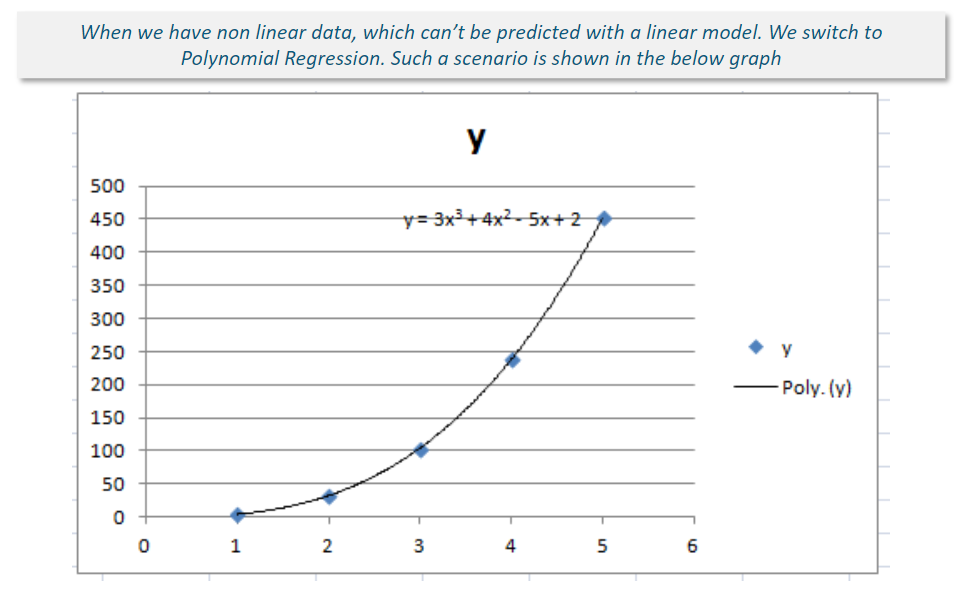 When we have non linear data, which can’t be predicted with a linear model. We switch to
Polynomial Regression. Such a scenario is shown in the below graph
y
500
450
y = 3x³ + 4x² - 5x + 2
400
350
300
250
y
200
Poly. (y)
150
100
50
0
0 1 2 3 4 5 6